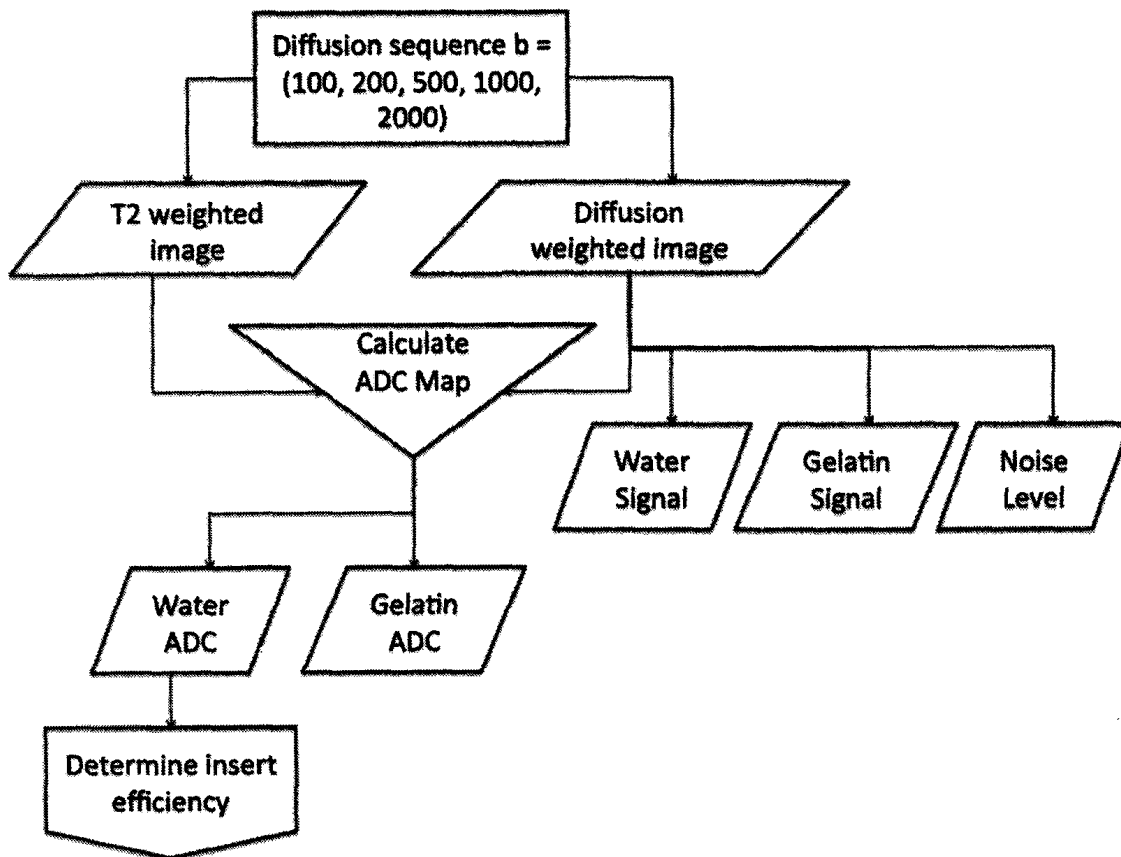 Diffusion sequence b =
(100, 200, 500, 1000,
2000)
T2 weighted
image
Diffusion
weighted image
Calculate
ADC Map
Water
Signal
Gelatin
Signal
Noise
Level
Water
ADC
Gelatin
ADC
Determine insert
efficiency